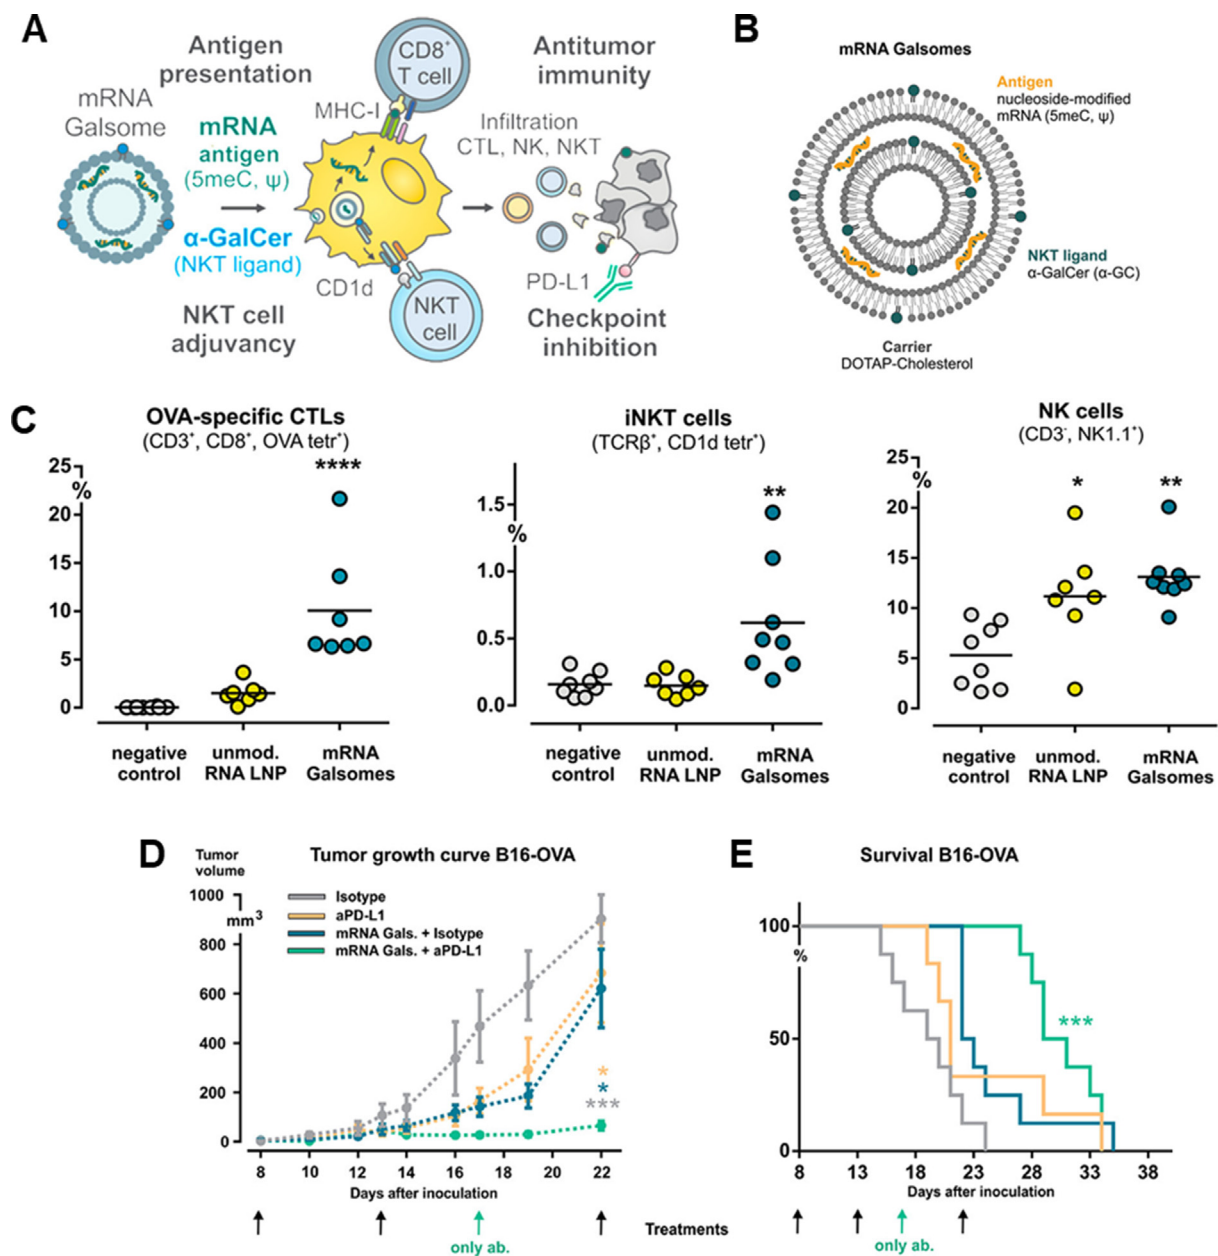 A
Antigen
presentation
mRNA
Galsome
mRNA
antigen
(5meC, ψ)
α-GalCer
(NKT ligand)
NKT cell
adjuvancy
CD8+
T cell
MHC-I
CD1d
NKT
cell
Antitumor
immunity
Infiltration
CTL, NK, NKT
PD-L1
Checkpoint
inhibition
B
mRNA Galsomes
Antigen
nucleoside-modified
mRNA (5meC, ψ)
NKT ligand
α-GalCer (α-GC)
Carrier
DOTAP-Cholesterol
C
OVA-specific CTLs
(CD3+, CD8+, OVA tetr+)
25
%
20
15
10
5
0
****
negative
control
unmod.
RNA LNP
mRNA
Galsomes
iNKT cells
(TCRβ+, CD1d tetr+)
1.5
%
1.0
0.5
0.0
**
negative
control
unmod.
RNA LNP
mRNA
Galsomes
NK cells
(CD3-, NK1.1+)
25
%
20
15
10
5
0
*
**
negative
control
unmod.
RNA LNP
mRNA
Galsomes
D
Tumor
volume
Tumor growth curve B16-OVA
1000
mm3
800
600
400
200
0
Isotype
aPD-L1
mRNA Gals. + Isotype
mRNA Gals. + aPD-L1
*
*
***
8 10 12 14 16 18 20 22
Days after inoculation
only ab.
Treatments
E
Survival B16-OVA
100
%
50
0
***
8 13 18 23 28 33 38
Days after inoculation
only ab.